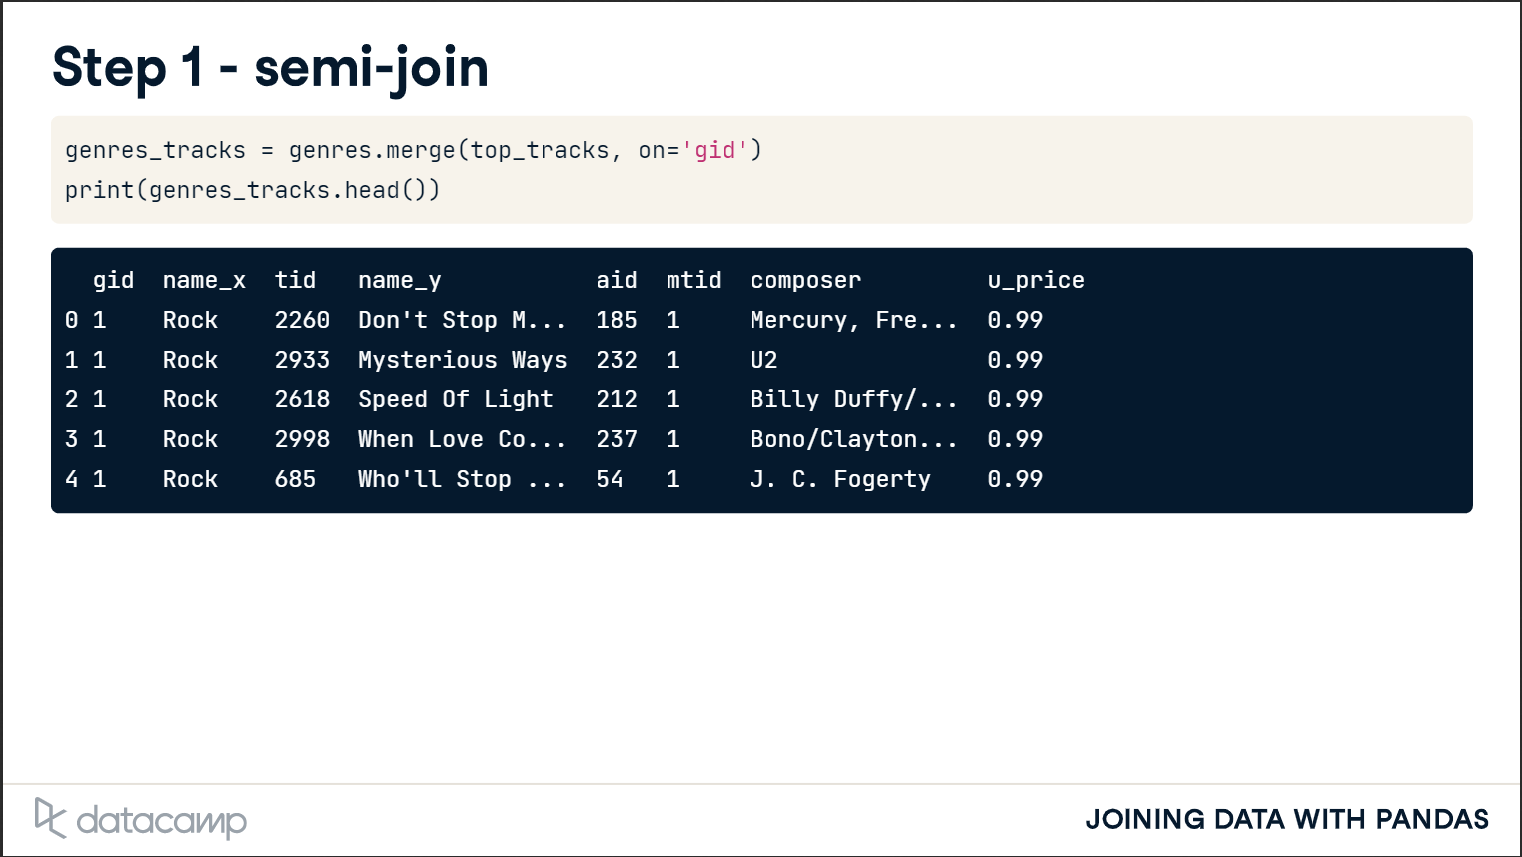 Step 1 - semi-join
genres_tracks = genres.merge(top_tracks, on='gid')
print(genres_tracks.head())
gid name_x tid name_y aid mtid composer u_price
0 1 Rock 2260 Don't Stop M... 185 1 Mercury, Fre... 0.99
1 1 Rock 2933 Mysterious Ways 232 1 U2 0.99
2 1 Rock 2618 Speed Of Light 212 1 Billy Duffy/... 0.99
3 1 Rock 2998 When Love Co... 237 1 Bono/Clayton... 0.99
4 1 Rock 685 Who'll Stop ... 54 1 J. C. Fogerty 0.99
datacamp
JOINING DATA WITH PANDAS